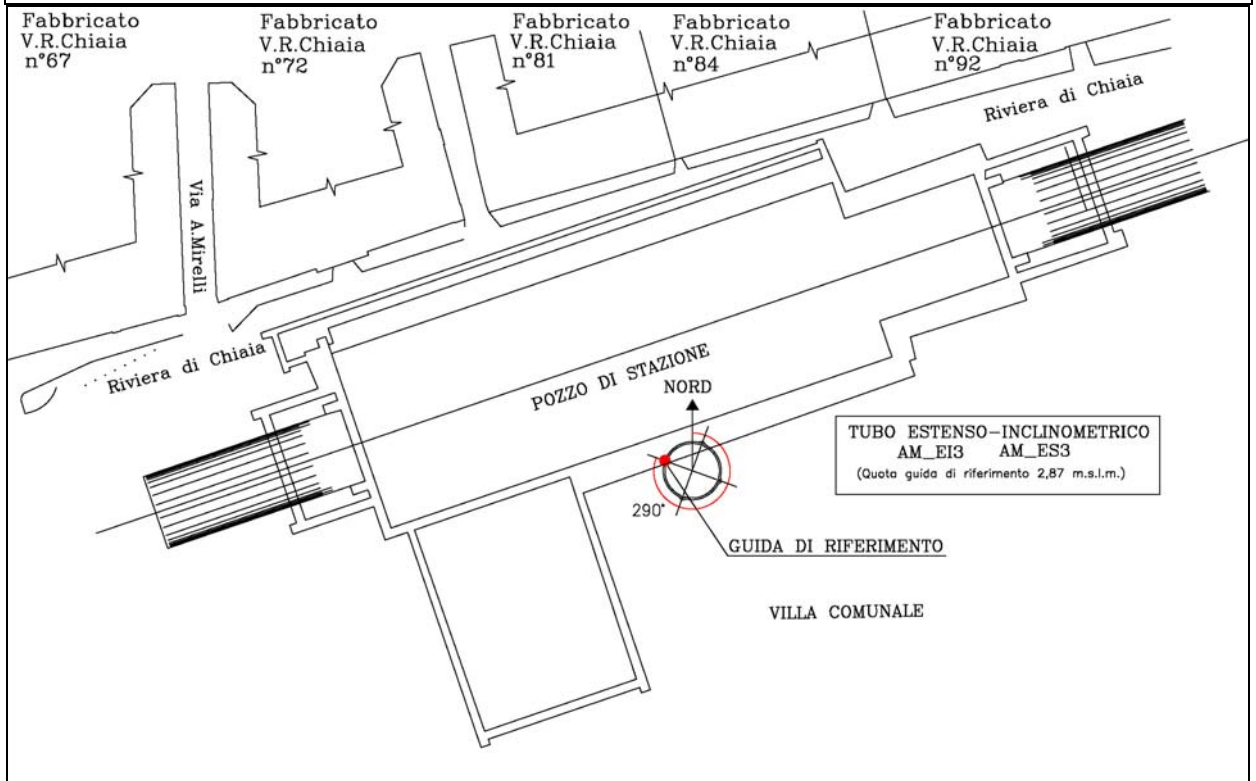 Fabbricato
V.R.Chiaia
n°67
Fabbricato
V.R.Chiaia
n°72
Fabbricato
V.R.Chiaia
n°81
Fabbricato
V.R.Chiaia
n°84
Fabbricato
V.R.Chiaia
n°92
Riviera di Chiaia
Via A.Mirelli
Riviera di Chiaia
POZZO DI STAZIONE
NORD
TUBO ESTENSO-INCLINOMETRICO
AM_EI3 AM_ES3
(Quota guida di riferimento 2,87 m.s.l.m.)
290°
GUIDA DI RIFERIMENTO
VILLA COMUNALE